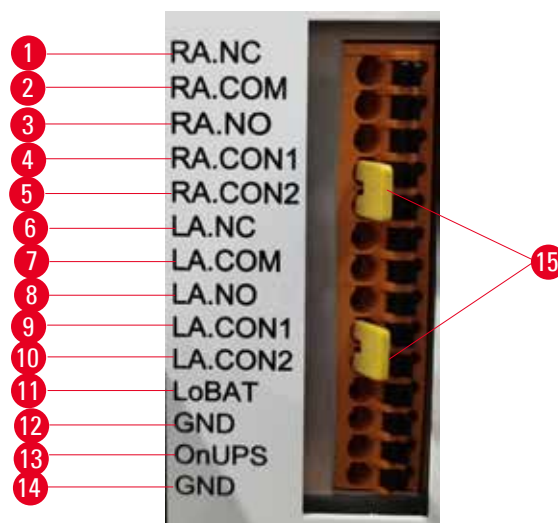 1 RA.NC
2 RA.COM
3 RA.NO
4 RA.CON1
5 RA.CON2
6 LA.NC
7 LA.COM
8 LA.NO
9 LA.CON1
10 LA.CON2
11 LoBAT
12 GND
13 OnUPS
14 GND
15